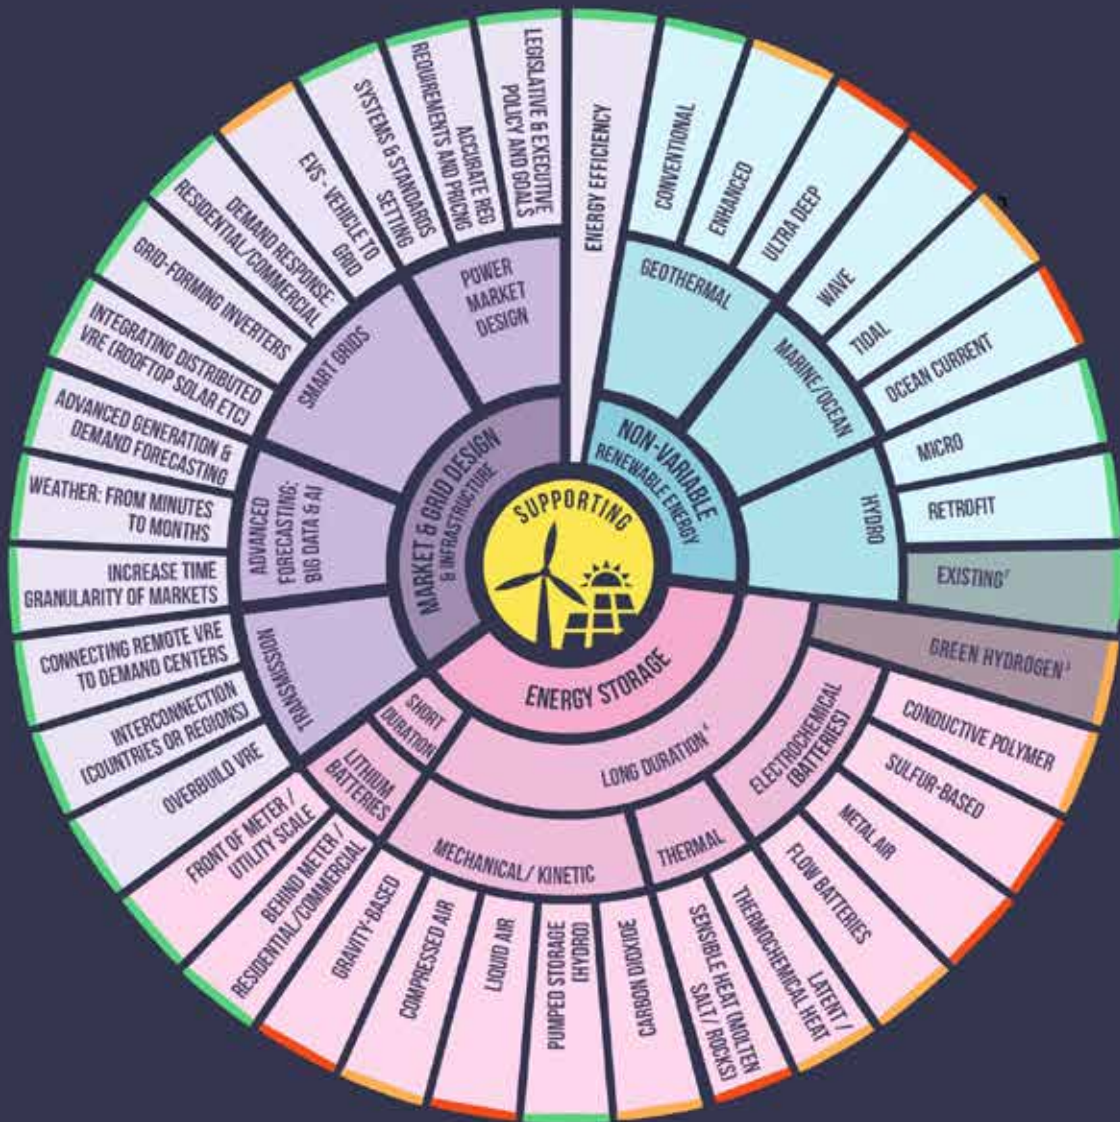 SUPPORTING
NON-VARIABLE
RENEWABLE ENERGY
GEOTHERMAL
CONVENTIONAL
ENHANCED
ULTRA DEEP
MARINE/OCEAN
WAVE
TIDAL
OCEAN CURRENT
HYDRO
MICRO
RETROFIT
EXISTING
ENERGY STORAGE
LONG DURATION
GREEN HYDROGEN
ELECTROCHEMICAL
(BATTERIES)
CONDUCTIVE POLYMER
SULFUR-BASED
METAL AIR
FLOW BATTERIES
THERMAL
LATENT /
THERMOCHEMICAL HEAT
SENSIBLE HEAT (MOLTEN
SALT/ ROCKS)
MECHANICAL/ KINETIC
CARBON DIOXIDE
PUMPED STORAGE
(HYDRO)
LIQUID AIR
COMPRESSED AIR
GRAVITY-BASED
SHORT
DURATION
LITHIUM
BATTERIES
BEHIND METER /
RESIDENTIAL/COMMERCIAL
FRONT OF METER /
UTILITY SCALE
MARKET & GRID DESIGN
& INFRASTRUCTURE
TRANSMISSION
OVERBUILD VRE
INTERCONNECTION
(COUNTRIES OR REGIONS)
CONNECTING REMOTE VRE
TO DEMAND CENTERS
ADVANCED
FORECASTING:
BIG DATA & AI
INCREASE TIME
GRANULARITY OF MARKETS
WEATHER: FROM MINUTES
TO MONTHS
ADVANCED GENERATION &
DEMAND FORECASTING
SMART GRIDS
INTEGRATING DISTRIBUTED
VRE (ROOFTOP SOLAR ETC)
GRID-FORMING INVERTERS
DEMAND RESPONSE:
RESIDENTIAL/COMMERCIAL
EVS - VEHICLE TO
GRID
POWER
MARKET
DESIGN
SYSTEMS & STANDARDS
SETTING
ACCURATE REG
REQUIREMENTS AND PRICNG
LEGISLATIVE & EXECUTIVE
POLICY AND GOALS
ENERGY EFFICIENCY